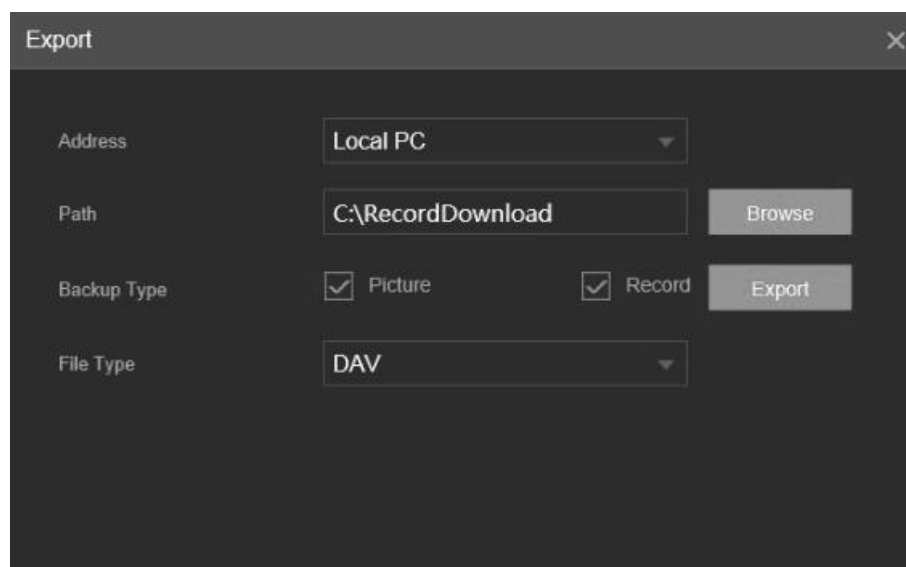 Export
Address Local PC
Path C:\RecordDownload Browse
Backup Type Picture Record Export
File Type DAV